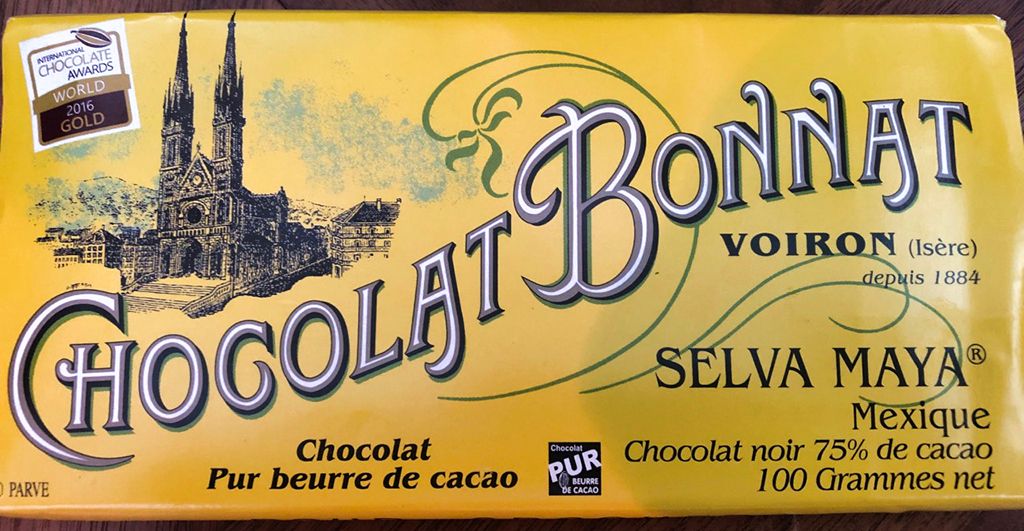 INTERNATIONAL
CHOCOLATE
AWARDS
WORLD
2016
GOLD
CHOCOLAT BONNAT
VOIRON (Isère)
depuis 1884
SELVA MAYA®
Mexique
Chocolat noir 75% de cacao
100 Grammes net
Chocolat
Pur beurre de cacao
Chocolat
PUR
BEURRE
DE CACAO
PARVE